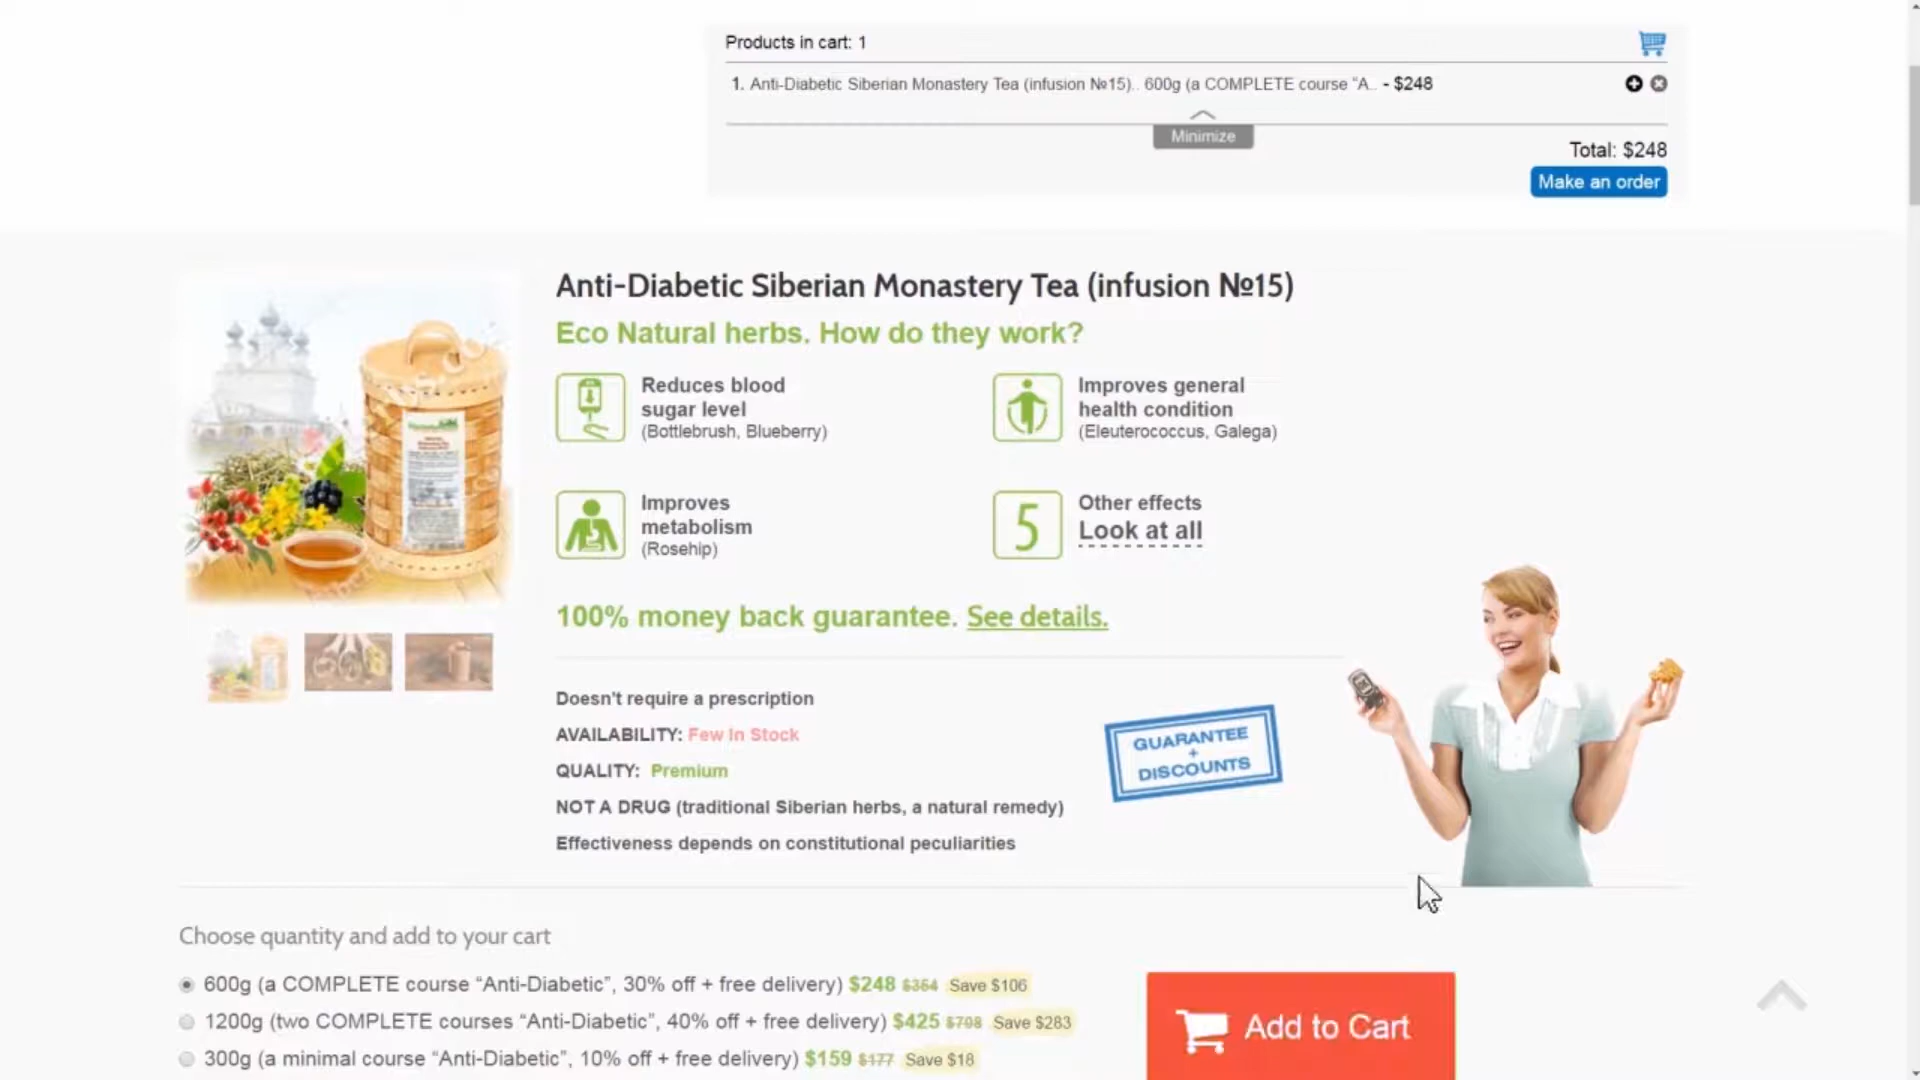 Products in cart: 1
1. Anti-Diabetic Siberian Monastery Tea (infusion №15).. 600g (a COMPLETE course “A.. - $248
Minimize
Total: $248
Make an order
Anti-Diabetic Siberian Monastery Tea (infusion №15)
Eco Natural herbs. How do they work?
Reduces blood
sugar level
(Bottlebrush, Blueberry)
Improves general
health condition
(Eleuterococcus, Galega)
Improves
metabolism
(Rosehip)
5
Other effects
Look at all
100% money back guarantee. See details.
Doesn't require a prescription
AVAILABILITY: Few In Stock
QUALITY: Premium
NOT A DRUG (traditional Siberian herbs, a natural remedy)
Effectiveness depends on constitutional peculiarities
GUARANTEE
+
DISCOUNTS
Choose quantity and add to your cart
600g (a COMPLETE course “Anti-Diabetic”, 30% off + free delivery) $248 $354 Save $106
1200g (two COMPLETE courses “Anti-Diabetic”, 40% off + free delivery) $425 $708 Save $283
300g (a minimal course “Anti-Diabetic”, 10% off + free delivery) $159 $177 Save $18
Add to Cart